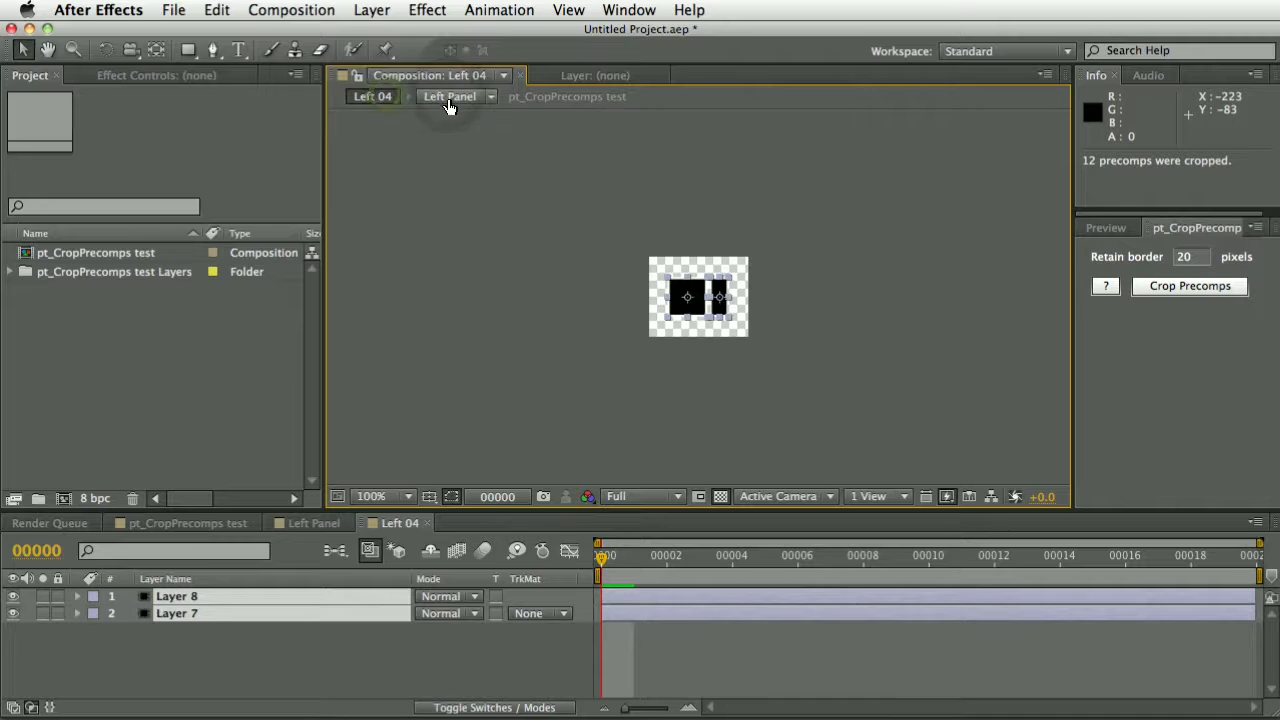 After Effects File Edit Composition Layer Effect Animation View Window Help
Untitled Project.aep *
Workspace: Standard Search Help
Project Effect Controls: (none) Composition: Left 04 Layer: (none) Info Audio
Left 04 Left Panel pt_CropPrecomps test
R: X : -223
G: Y : -83
B:
A: 0
12 precomps were cropped.
Preview pt_CropPrecomp
Name Type Siz
pt_CropPrecomps test Composition
Retain border 20 pixels
pt_CropPrecomps test Layers Folder
? Crop Precomps
8 bpc 100% 00000 Full Active Camera 1 View +0.0
Render Queue pt_CropPrecomps test Left Panel Left 04
00000 00 00002 00004 00006 00008 00010 00012 00014 00016 00018 0002
# Layer Name Mode T TrkMat
1 Layer 8 Normal
2 Layer 7 Normal None
Toggle Switches / Modes